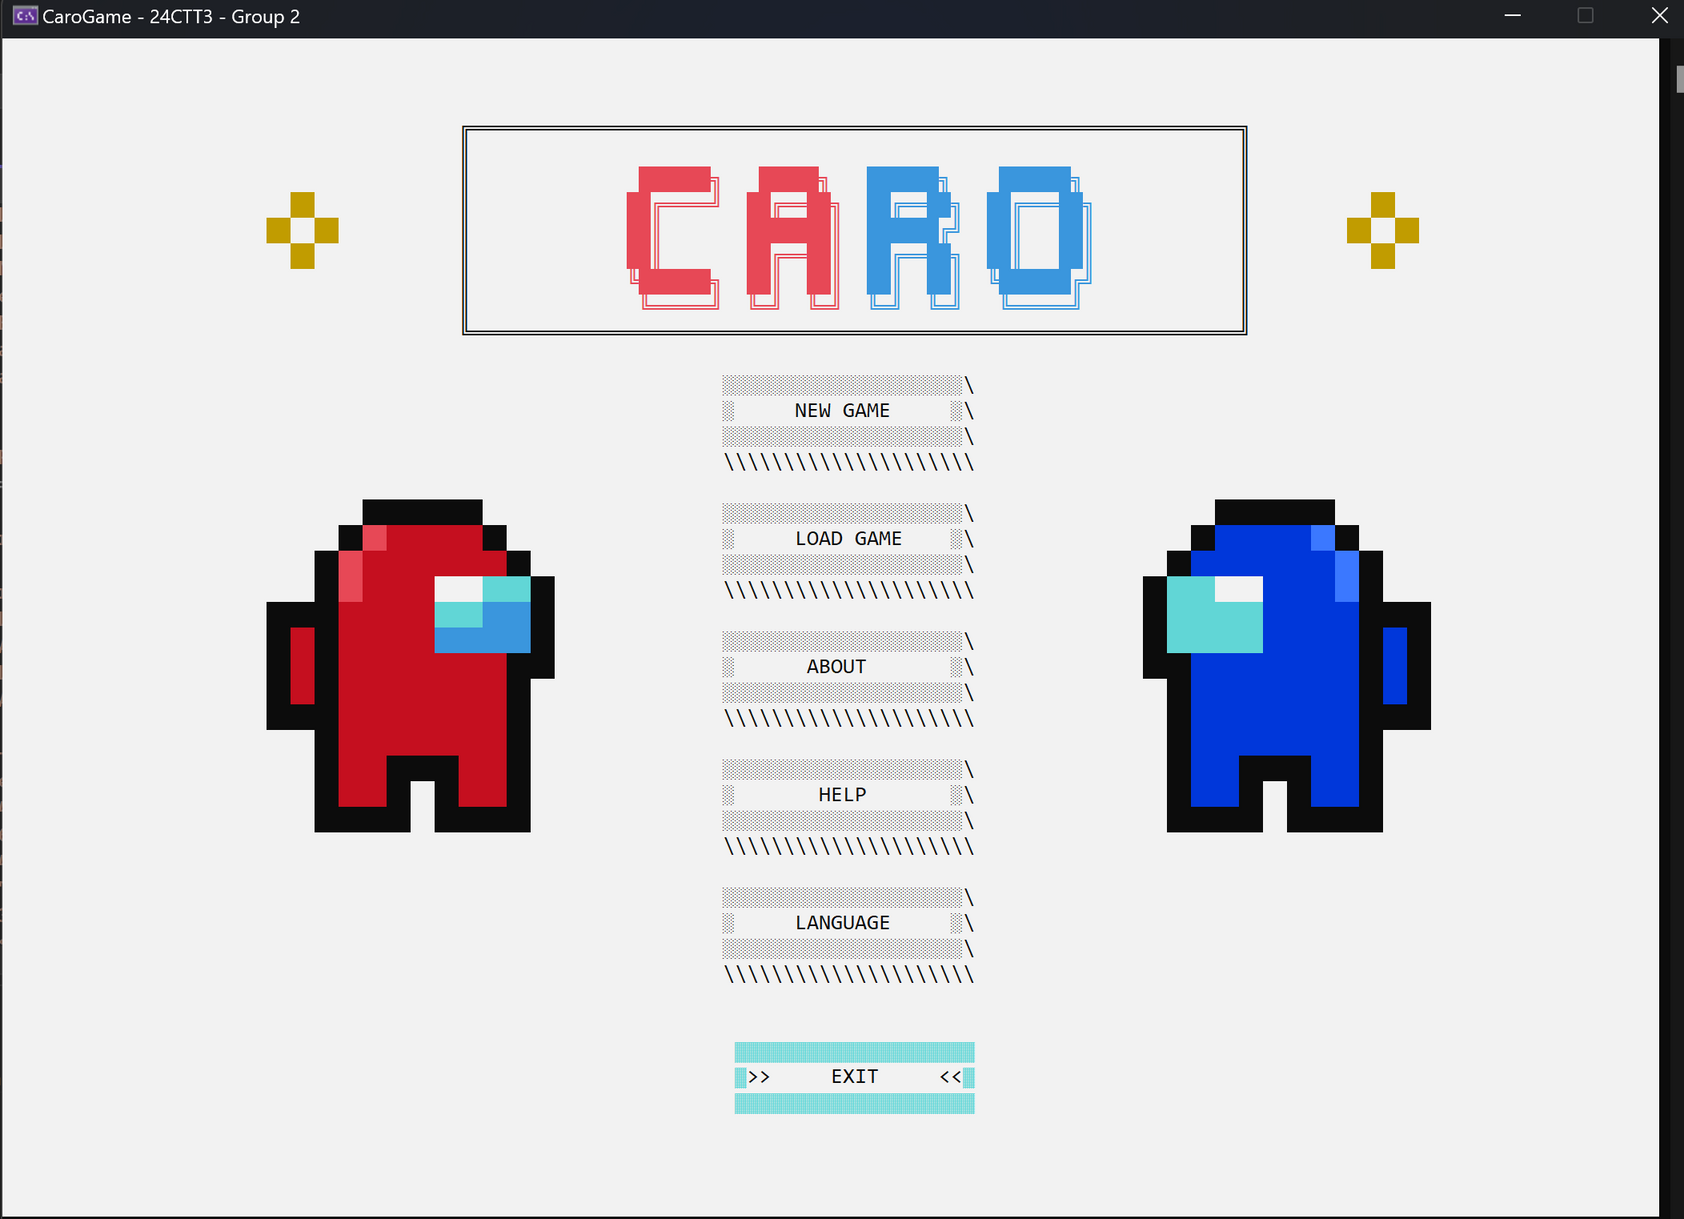 CaroGame - 24CTT3 - Group 2
CARO
NEW GAME
LOAD GAME
ABOUT
HELP
LANGUAGE
>> EXIT <<